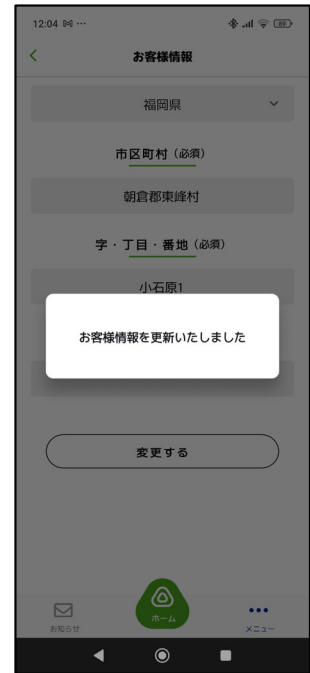 12:04 ···
89
お客様情報
福岡県
市区町村（必須）
朝倉郡東峰村
字・丁目・番地（必須）
小石原1
お客様情報を更新いたしました
変更する
お知らせ
ホーム
メニュー